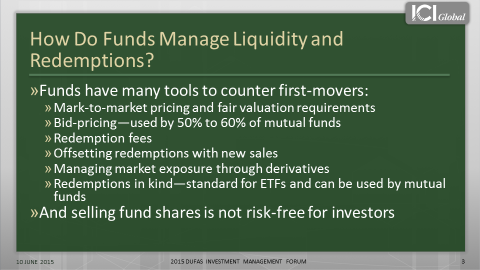 ICI Global
How Do Funds Manage Liquidity and
Redemptions?
»Funds have many tools to counter first-movers:
»Mark-to-market pricing and fair valuation requirements
»Bid-pricing—used by 50% to 60% of mutual funds
»Redemption fees
»Offsetting redemptions with new sales
»Managing market exposure through derivatives
»Redemptions in kind—standard for ETFs and can be used by mutual
funds
»And selling fund shares is not risk-free for investors
10 JUNE 2015 2015 DUFAS INVESTMENT MANAGEMENT FORUM 3